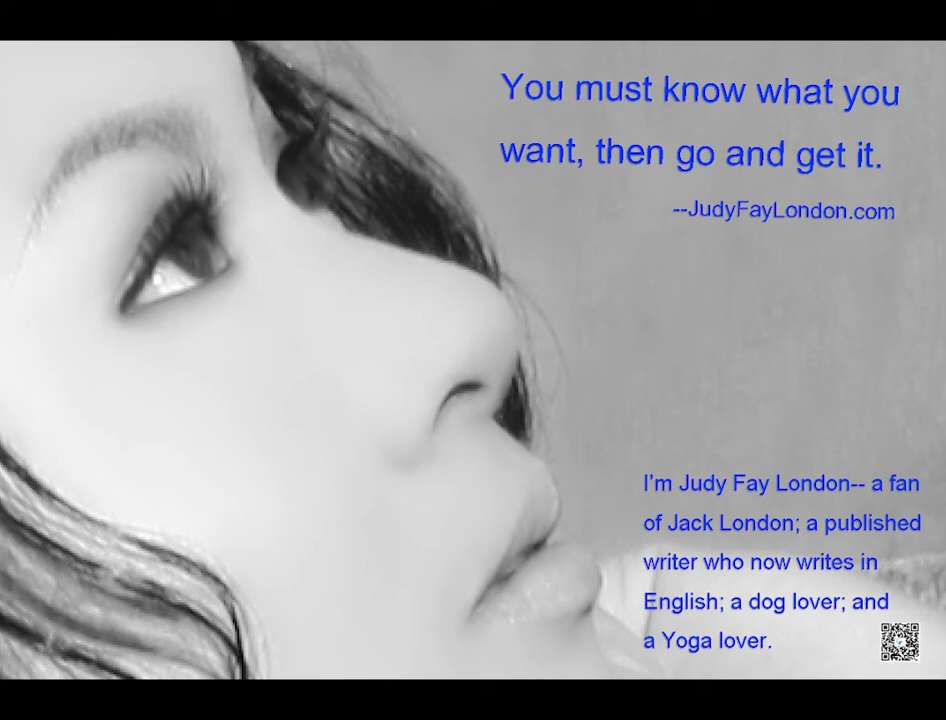 You must know what you
want, then go and get it.
--JudyFayLondon.com
I'm Judy Fay London-- a fan
of Jack London; a published
writer who now writes in
English; a dog lover; and
a Yoga lover.